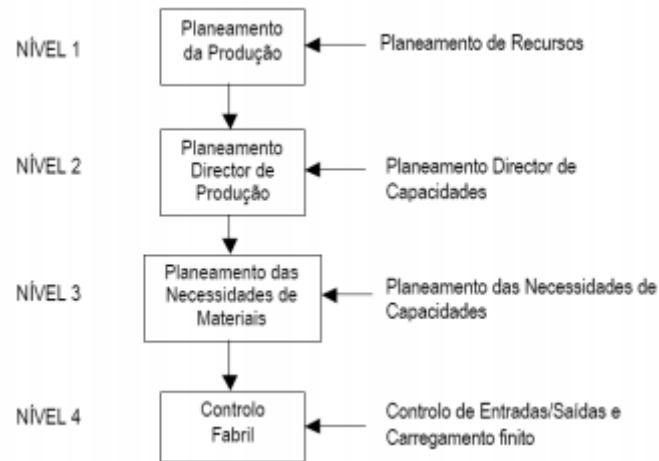 NÍVEL 1
Planeamento
da Produção
Planeamento de Recursos
NÍVEL 2
Planeamento
Director de
Produção
Planeamento Director de
Capacidades
NÍVEL 3
Planeamento das
Necessidades de
Materiais
Planeamento das Necessidades de
Capacidades
NÍVEL 4
Controlo
Fabril
Controlo de Entradas/Saídas e
Carregamento finito